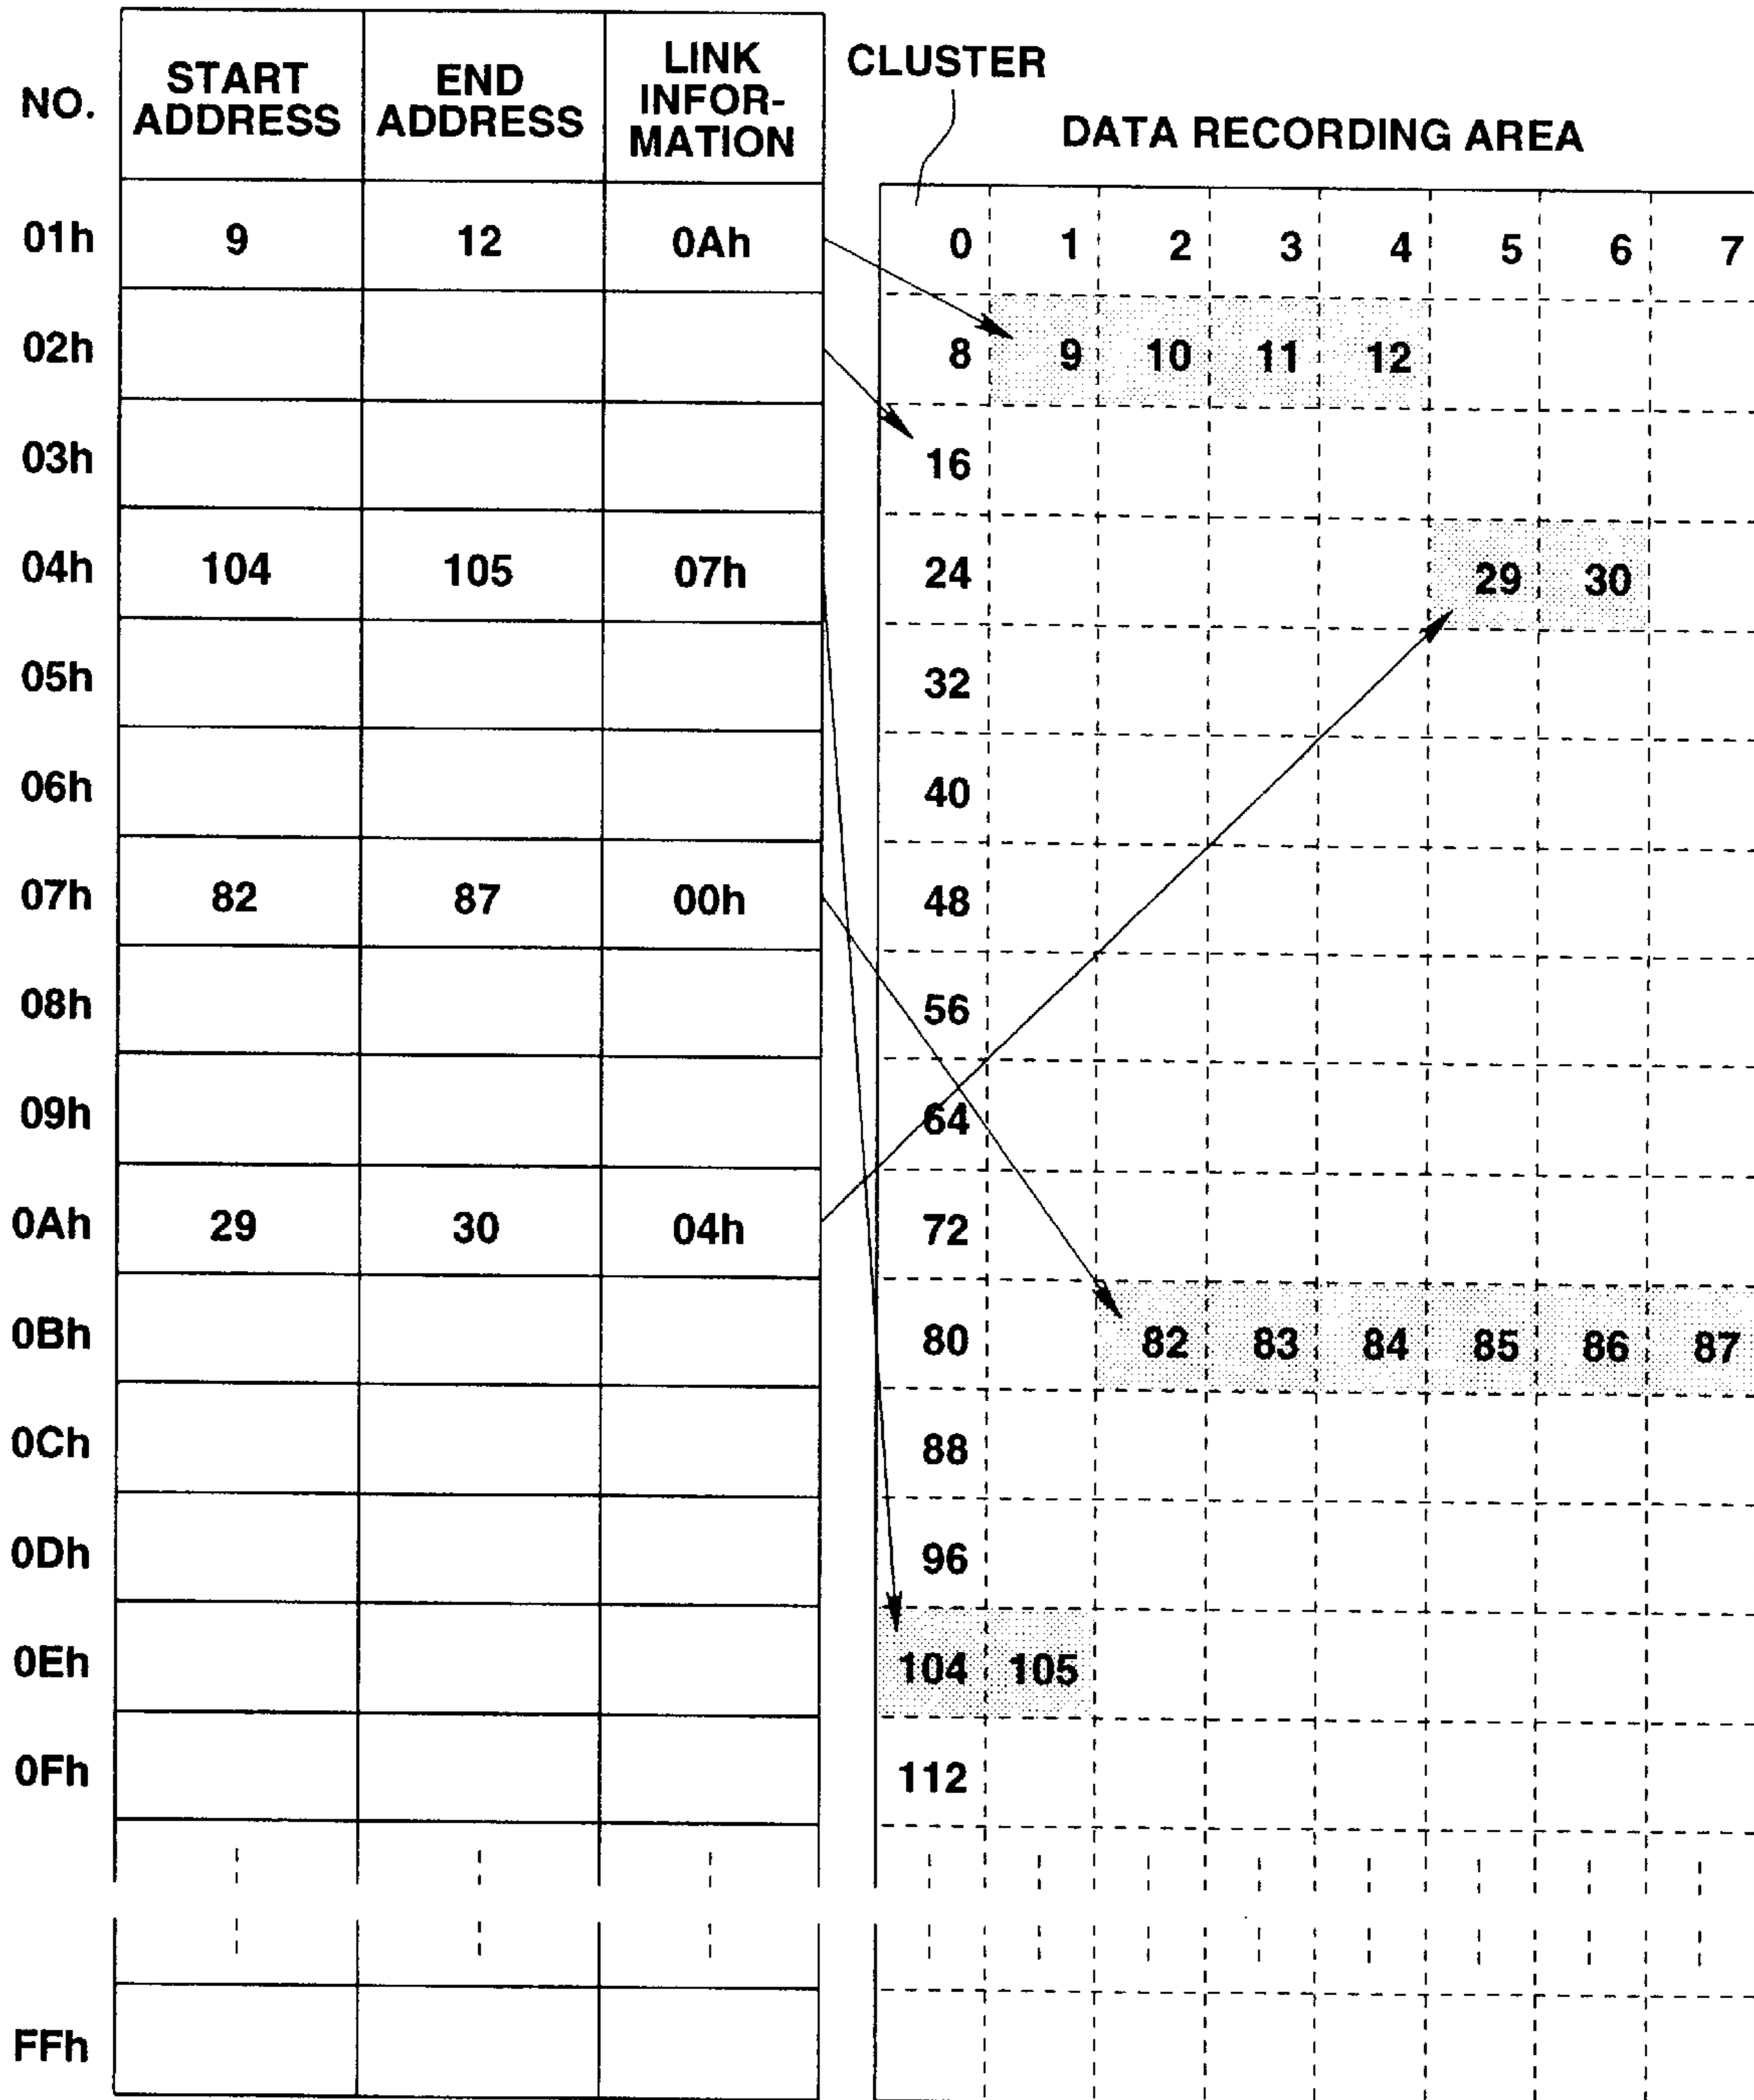 NO.
START ADDRESS
END ADDRESS
LINK INFOR-MATION
CLUSTER
DATA RECORDING AREA
01h 9 12 0Ah
02h
03h
04h 104 105 07h
05h
06h
07h 82 87 00h
08h
09h
0Ah 29 30 04h
0Bh
0Ch
0Dh
0Eh
0Fh
FFh
0 1 2 3 4 5 6 7
8 9 10 11 12
16
24 29 30
32
40
48
56
64
72
80 82 83 84 85 86 87
88
96
104 105
112